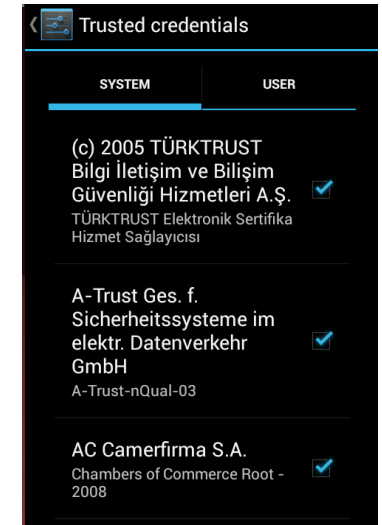 Trusted credentials
SYSTEM
USER
(c) 2005 TÜRKTRUST
Bilgi İletişim ve Bilişim
Güvenliği Hizmetleri A.Ş.
TÜRKTRUST Elektronik Sertifika
Hizmet Sağlayıcısı
A-Trust Ges. f.
Sicherheitssysteme im
elektr. Datenverkehr
GmbH
A-Trust-nQual-03
AC Camerfirma S.A.
Chambers of Commerce Root -
2008